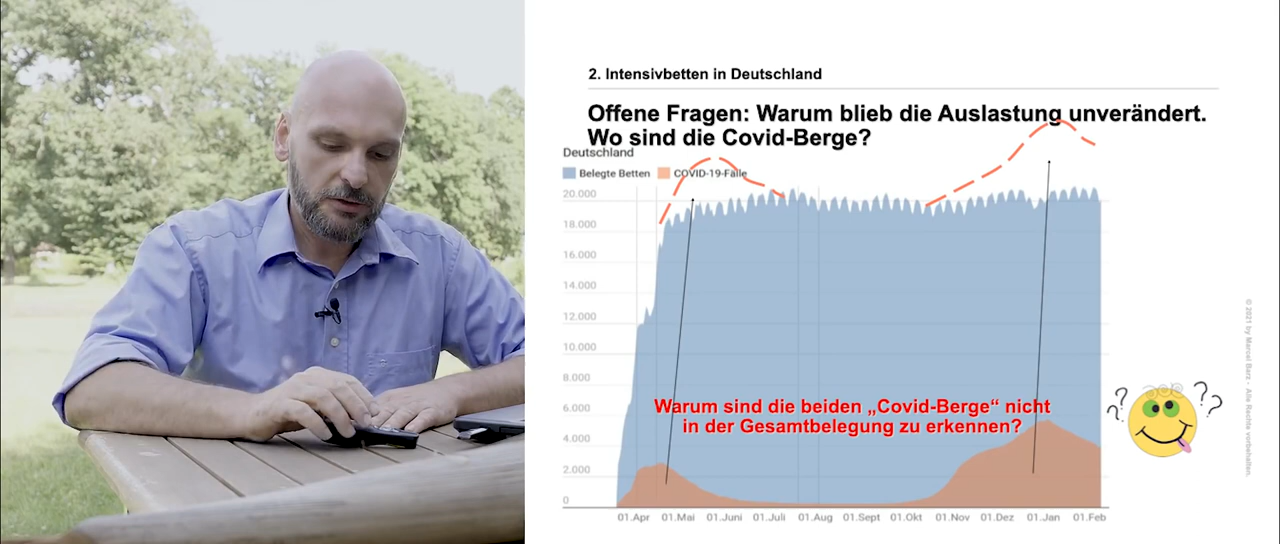 2. Intensivbetten in Deutschland
Offene Fragen: Warum blieb die Auslastung unverändert.
Wo sind die Covid-Berge?
Deutschland
Belegte Betten COVID-19-Fälle
20.000
18.000
16.000
14.000
12.000
10.000
8.000
6.000
4.000
2.000
0
Warum sind die beiden „Covid-Berge“ nicht
in der Gesamtbelegung zu erkennen?
??
??
01.Apr 01.Mai 01.Juni 01.Juli 01.Aug 01.Sept 01.Okt 01.Nov 01.Dez 01.Jan 01.Feb
© 2021 by Marcel Barz - Alle Rechte vorbehalten.